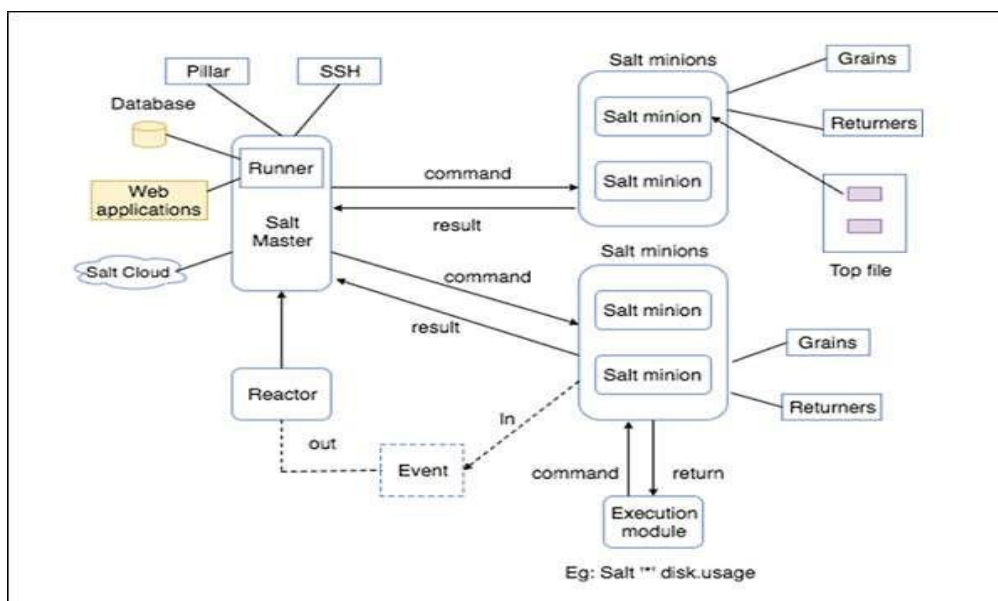 Pillar
SSH
Database
Runner
Web
applications
Salt
Master
Salt Cloud
command
result
command
result
Reactor
out
Event
In
Salt minions
Salt minion
Salt minion
Grains
Returners
Top file
Salt minions
Salt minion
Salt minion
Grains
Returners
command
return
Execution
module
Eg: Salt '*' disk.usage